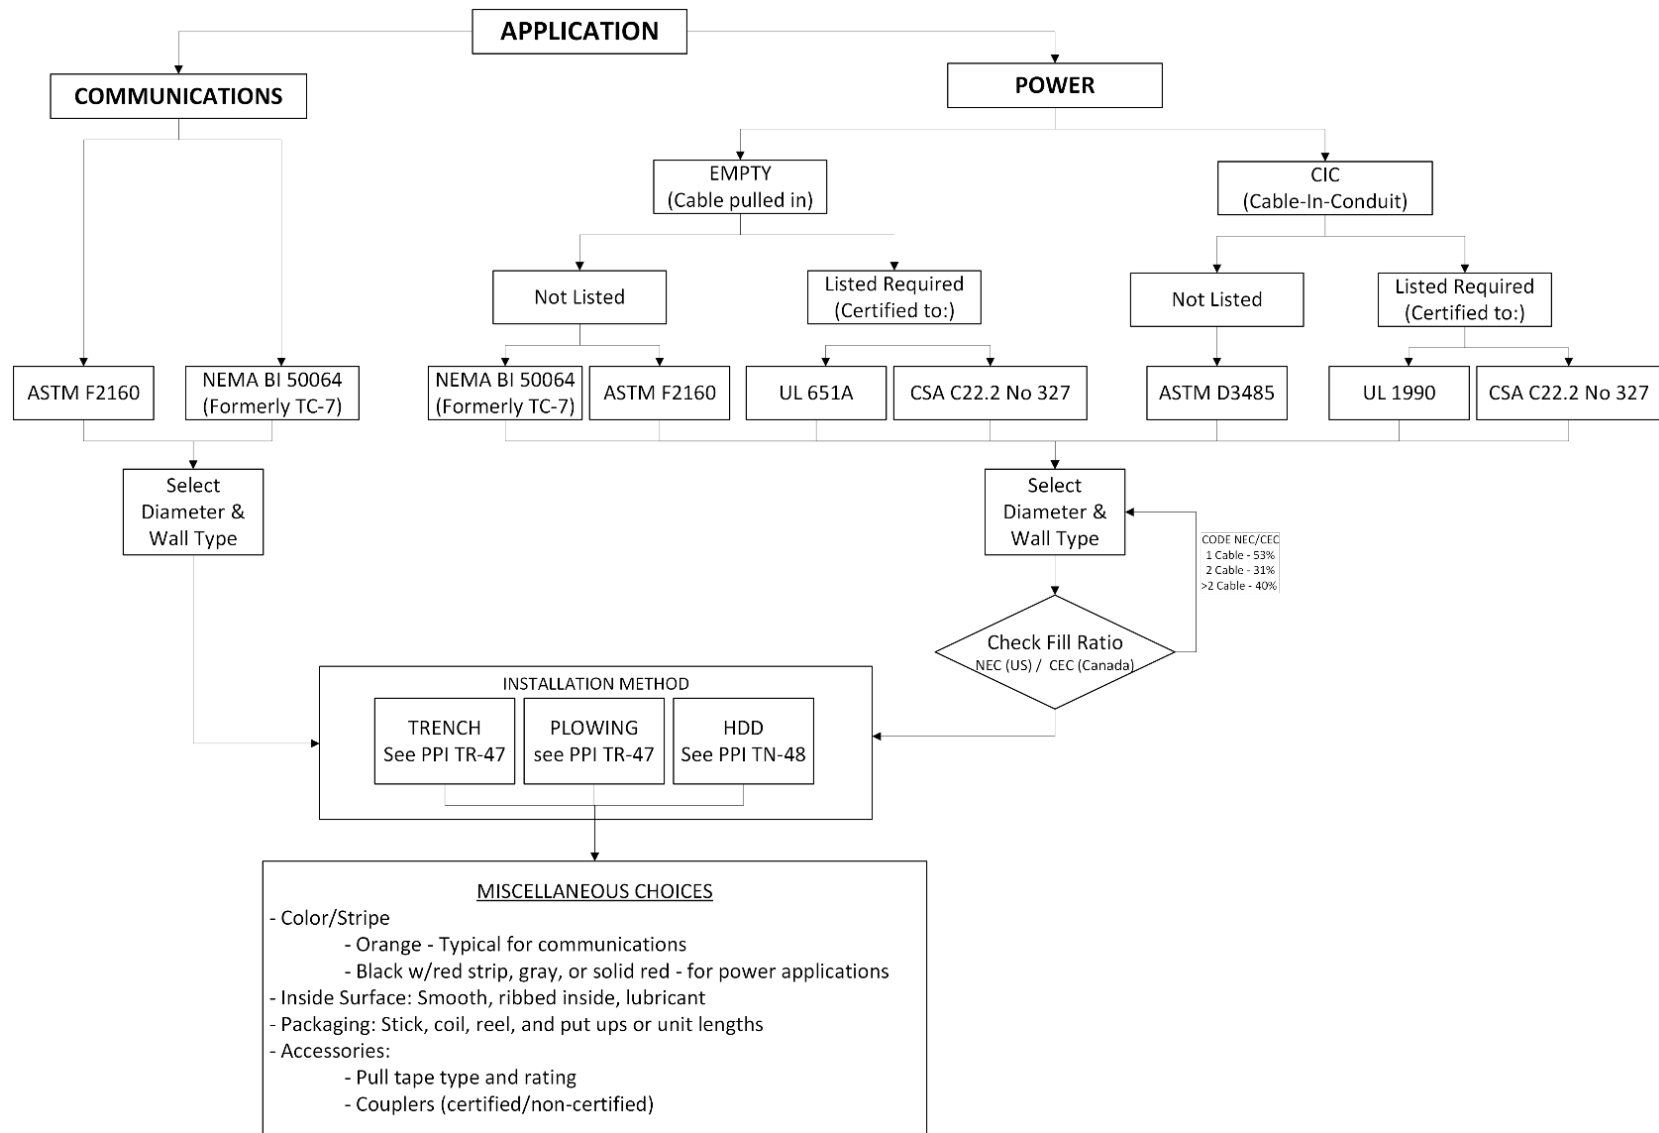 APPLICATION
COMMUNICATIONS
POWER
EMPTY
(Cable pulled in)
CIC
(Cable-In-Conduit)
Not Listed
Listed Required
(Certified to:)
Not Listed
Listed Required
(Certified to:)
ASTM F2160
NEMA BI 50064
(Formerly TC-7)
NEMA BI 50064
(Formerly TC-7)
ASTM F2160
UL 651A
CSA C22.2 No 327
ASTM D3485
UL 1990
CSA C22.2 No 327
Select
Diameter &
Wall Type
Select
Diameter &
Wall Type
CODE NEC/CEC
1 Cable - 53%
2 Cable - 31%
>2 Cable - 40%
Check Fill Ratio
NEC (US) / CEC (Canada)
INSTALLATION METHOD
TRENCH
See PPI TR-47
PLOWING
see PPI TR-47
HDD
See PPI TN-48
MISCELLANEOUS CHOICES
- Color/Stripe
- Orange - Typical for communications
- Black w/red strip, gray, or solid red - for power applications
- Inside Surface: Smooth, ribbed inside, lubricant
- Packaging: Stick, coil, reel, and put ups or unit lengths
- Accessories:
- Pull tape type and rating
- Couplers (certified/non-certified)